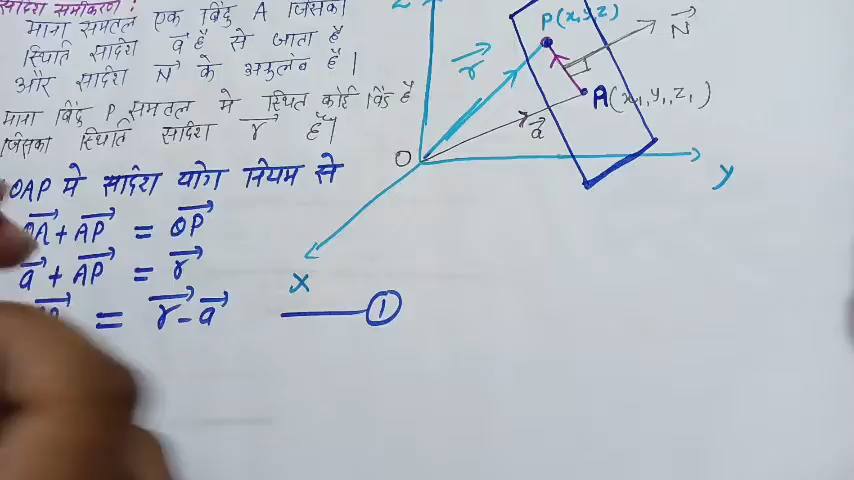 सदिश समीकरण:
माना समतल एक बिंदु A जिसका
स्थिति सदिश a⃗ है से जाता है
और सदिश N⃗ के अभिलंब है।
माना बिंदु P समतल मे स्थित कोई बिंदु है
जिसका स्थिति सदिश r⃗ है।
OAP मे सदिश योग नियम से
OA⃗ + AP⃗ = OP⃗
a⃗ + AP⃗ = r⃗
= r⃗ - a⃗ ——①
Z
P(x,y,z)
N⃗
r⃗
A(x₁,y₁,z₁)
a⃗
O
y
X